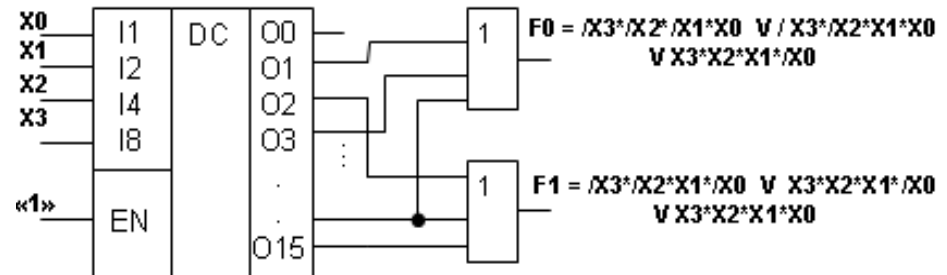 X0
X1
X2
X3
«1»
I1
I2
I4
I8
EN
DC
O0
O1
O2
O3
O15
1
F0 = /X3*/X2*/X1*X0 V / X3*/X2*X1*X0
V X3*X2*X1*/X0
1
F1 = /X3*/X2*X1*/X0 V X3*X2*X1*/X0
V X3*X2*X1*X0